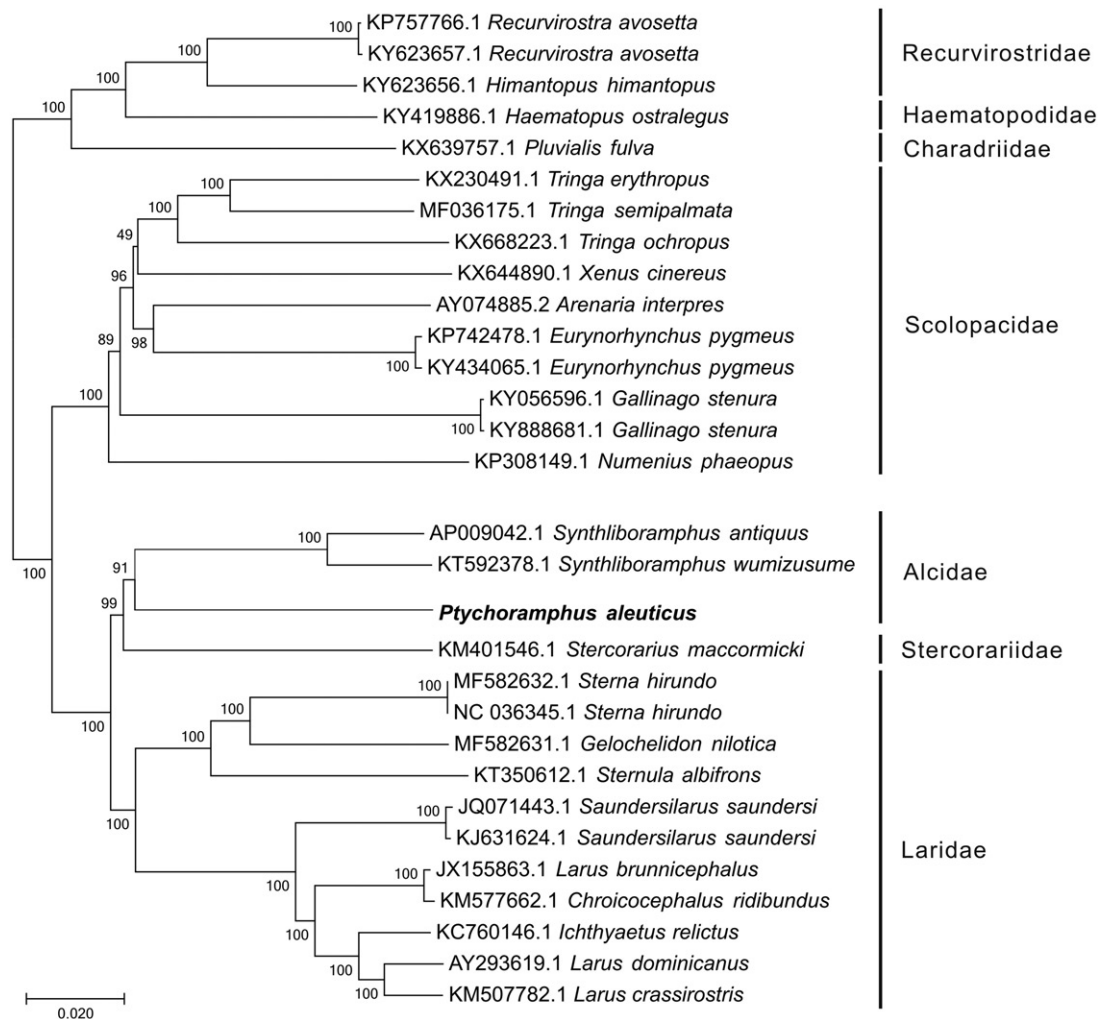 100 KP757766.1 Recurvirostra avosetta
100 KY623657.1 Recurvirostra avosetta
Recurvirostridae
100 KY623656.1 Himantopus himantopus
100 KY419886.1 Haematopus ostralegus
Haematopodidae
KX639757.1 Pluvialis fulva
Charadriidae
100 KX230491.1 Tringa erythropus
100 MF036175.1 Tringa semipalmata
49 KX668223.1 Tringa ochropus
96 KX644890.1 Xenus cinereus
AY074885.2 Arenaria interpres
Scolopacidae
89 98 KP742478.1 Eurynorhynchus pygmeus
100 KY434065.1 Eurynorhynchus pygmeus
100 KY056596.1 Gallinago stenura
100 KY888681.1 Gallinago stenura
KP308149.1 Numenius phaeopus
100 AP009042.1 Synthliboramphus antiquus
91 KT592378.1 Synthliboramphus wumizusume
Alcidae
100
99 Ptychoramphus aleuticus
KM401546.1 Stercorarius maccormicki
Stercorariidae
100 MF582632.1 Sterna hirundo
100 NC 036345.1 Sterna hirundo
100 100 MF582631.1 Gelochelidon nilotica
KT350612.1 Sternula albifrons
100 100 JQ071443.1 Saundersilarus saundersi
KJ631624.1 Saundersilarus saundersi
Laridae
100 100 JX155863.1 Larus brunnicephalus
KM577662.1 Chroicocephalus ridibundus
100 KC760146.1 Ichthyaetus relictus
100 AY293619.1 Larus dominicanus
100 KM507782.1 Larus crassirostris
0.020